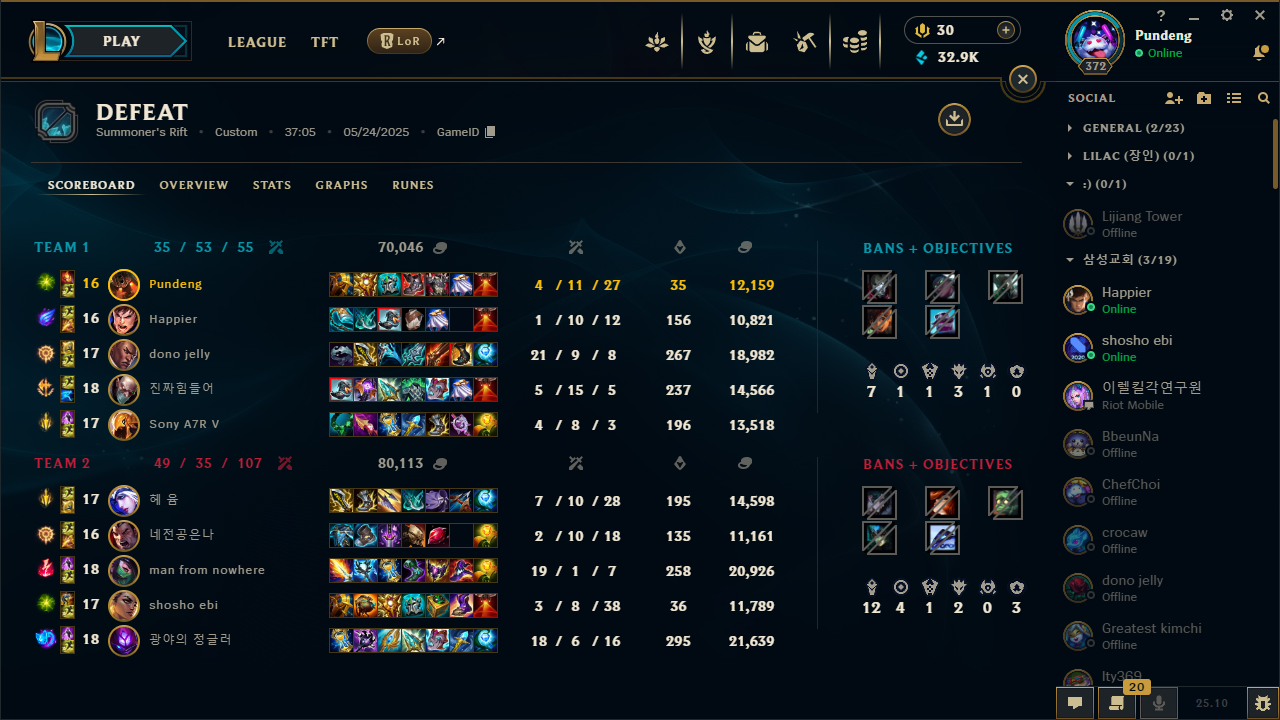 PLAY
LEAGUE
TFT
LoR
30
32.9K
?
Pundeng
Online
372
DEFEAT
Summoner's Rift • Custom • 37:05 • 05/24/2025 • GameID
SCOREBOARD OVERVIEW STATS GRAPHS RUNES
TEAM 1 35 / 53 / 55 70,046
16 Pundeng 4 / 11 / 27 35 12,159
16 Happier 1 / 10 / 12 156 10,821
17 dono jelly 21 / 9 / 8 267 18,982
18 진짜힘들어 5 / 15 / 5 237 14,566
17 Sony A7R V 4 / 8 / 3 196 13,518
BANS + OBJECTIVES
7 1 1 3 1 0
TEAM 2 49 / 35 / 107 80,113
17 헤 윰 7 / 10 / 28 195 14,598
16 네전공은나 2 / 10 / 18 135 11,161
18 man from nowhere 19 / 1 / 7 258 20,926
17 shosho ebi 3 / 8 / 38 36 11,789
18 광야의 정글러 18 / 6 / 16 295 21,639
BANS + OBJECTIVES
12 4 1 2 0 3
SOCIAL
GENERAL (2/23)
LILAC (장인) (0/1)
:) (0/1)
Lijiang Tower
Offline
삼성교회 (3/19)
Happier
Online
shosho ebi
Online
이렐킬각연구원
Riot Mobile
BbeunNa
Offline
ChefChoi
Offline
crocaw
Offline
dono jelly
Offline
Greatest kimchi
Offline
lty369
20
25.10